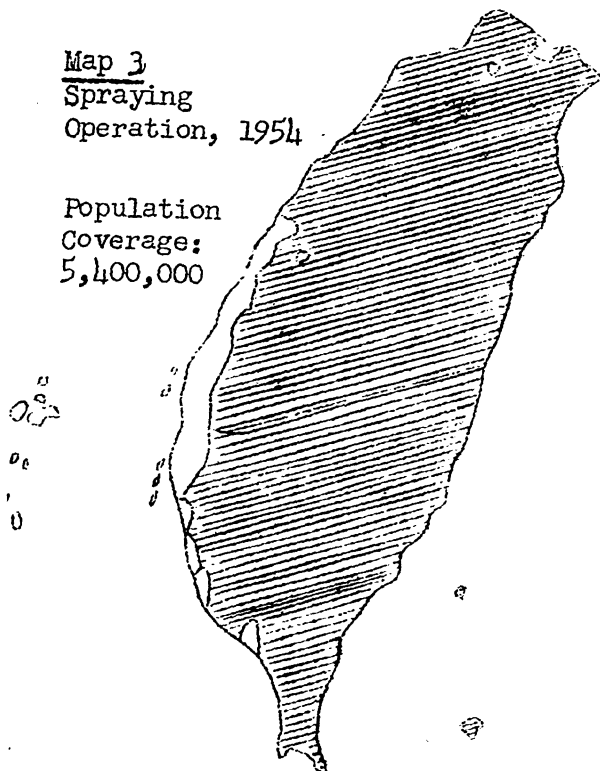 Map 3
Spraying
Operation, 1954
Population
Coverage:
5,400,000